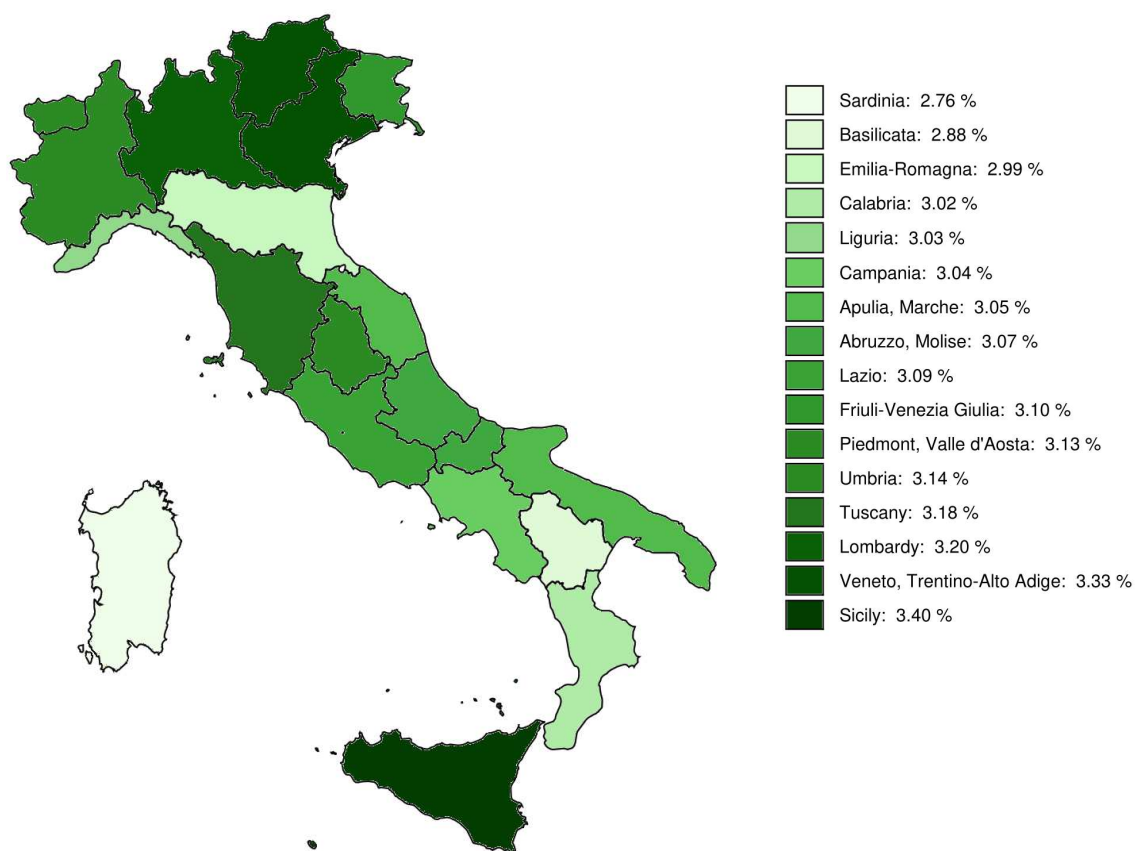 Sardinia: 2.76 %
Basilicata: 2.88 %
Emilia-Romagna: 2.99 %
Calabria: 3.02 %
Liguria: 3.03 %
Campania: 3.04 %
Apulia, Marche: 3.05 %
Abruzzo, Molise: 3.07 %
Lazio: 3.09 %
Friuli-Venezia Giulia: 3.10 %
Piedmont, Valle d'Aosta: 3.13 %
Umbria: 3.14 %
Tuscany: 3.18 %
Lombardy: 3.20 %
Veneto, Trentino-Alto Adige: 3.33 %
Sicily: 3.40 %